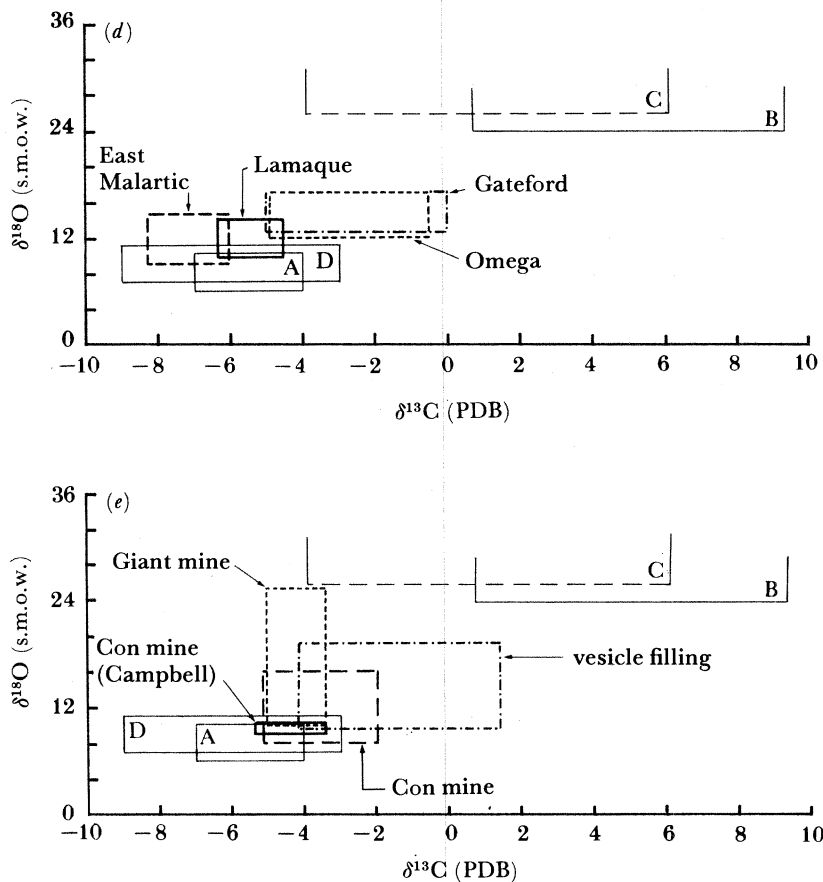 (d)
36
24
12
0
δ¹⁸O (s.m.o.w.)
C
B
East
Malartic
Lamaque
Gateford
Omega
A
D
−10
−8
−6
−4
−2
0
2
4
6
8
10
δ¹³C (PDB)
(e)
36
24
12
0
δ¹⁸O (s.m.o.w.)
Giant mine
C
B
Con mine
(Campbell)
vesicle filling
D
A
Con mine
−10
−8
−6
−4
−2
0
2
4
6
8
10
δ¹³C (PDB)